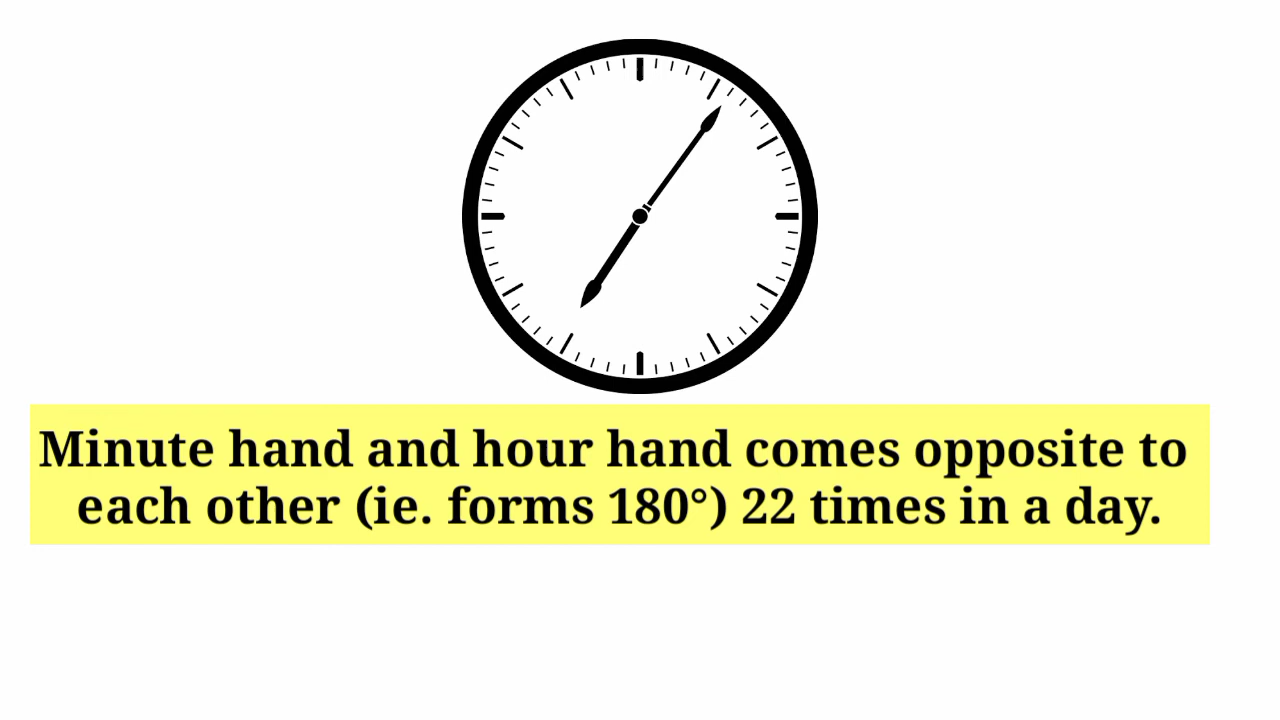 Minute hand and hour hand comes opposite to
each other (ie. forms 180°) 22 times in a day.